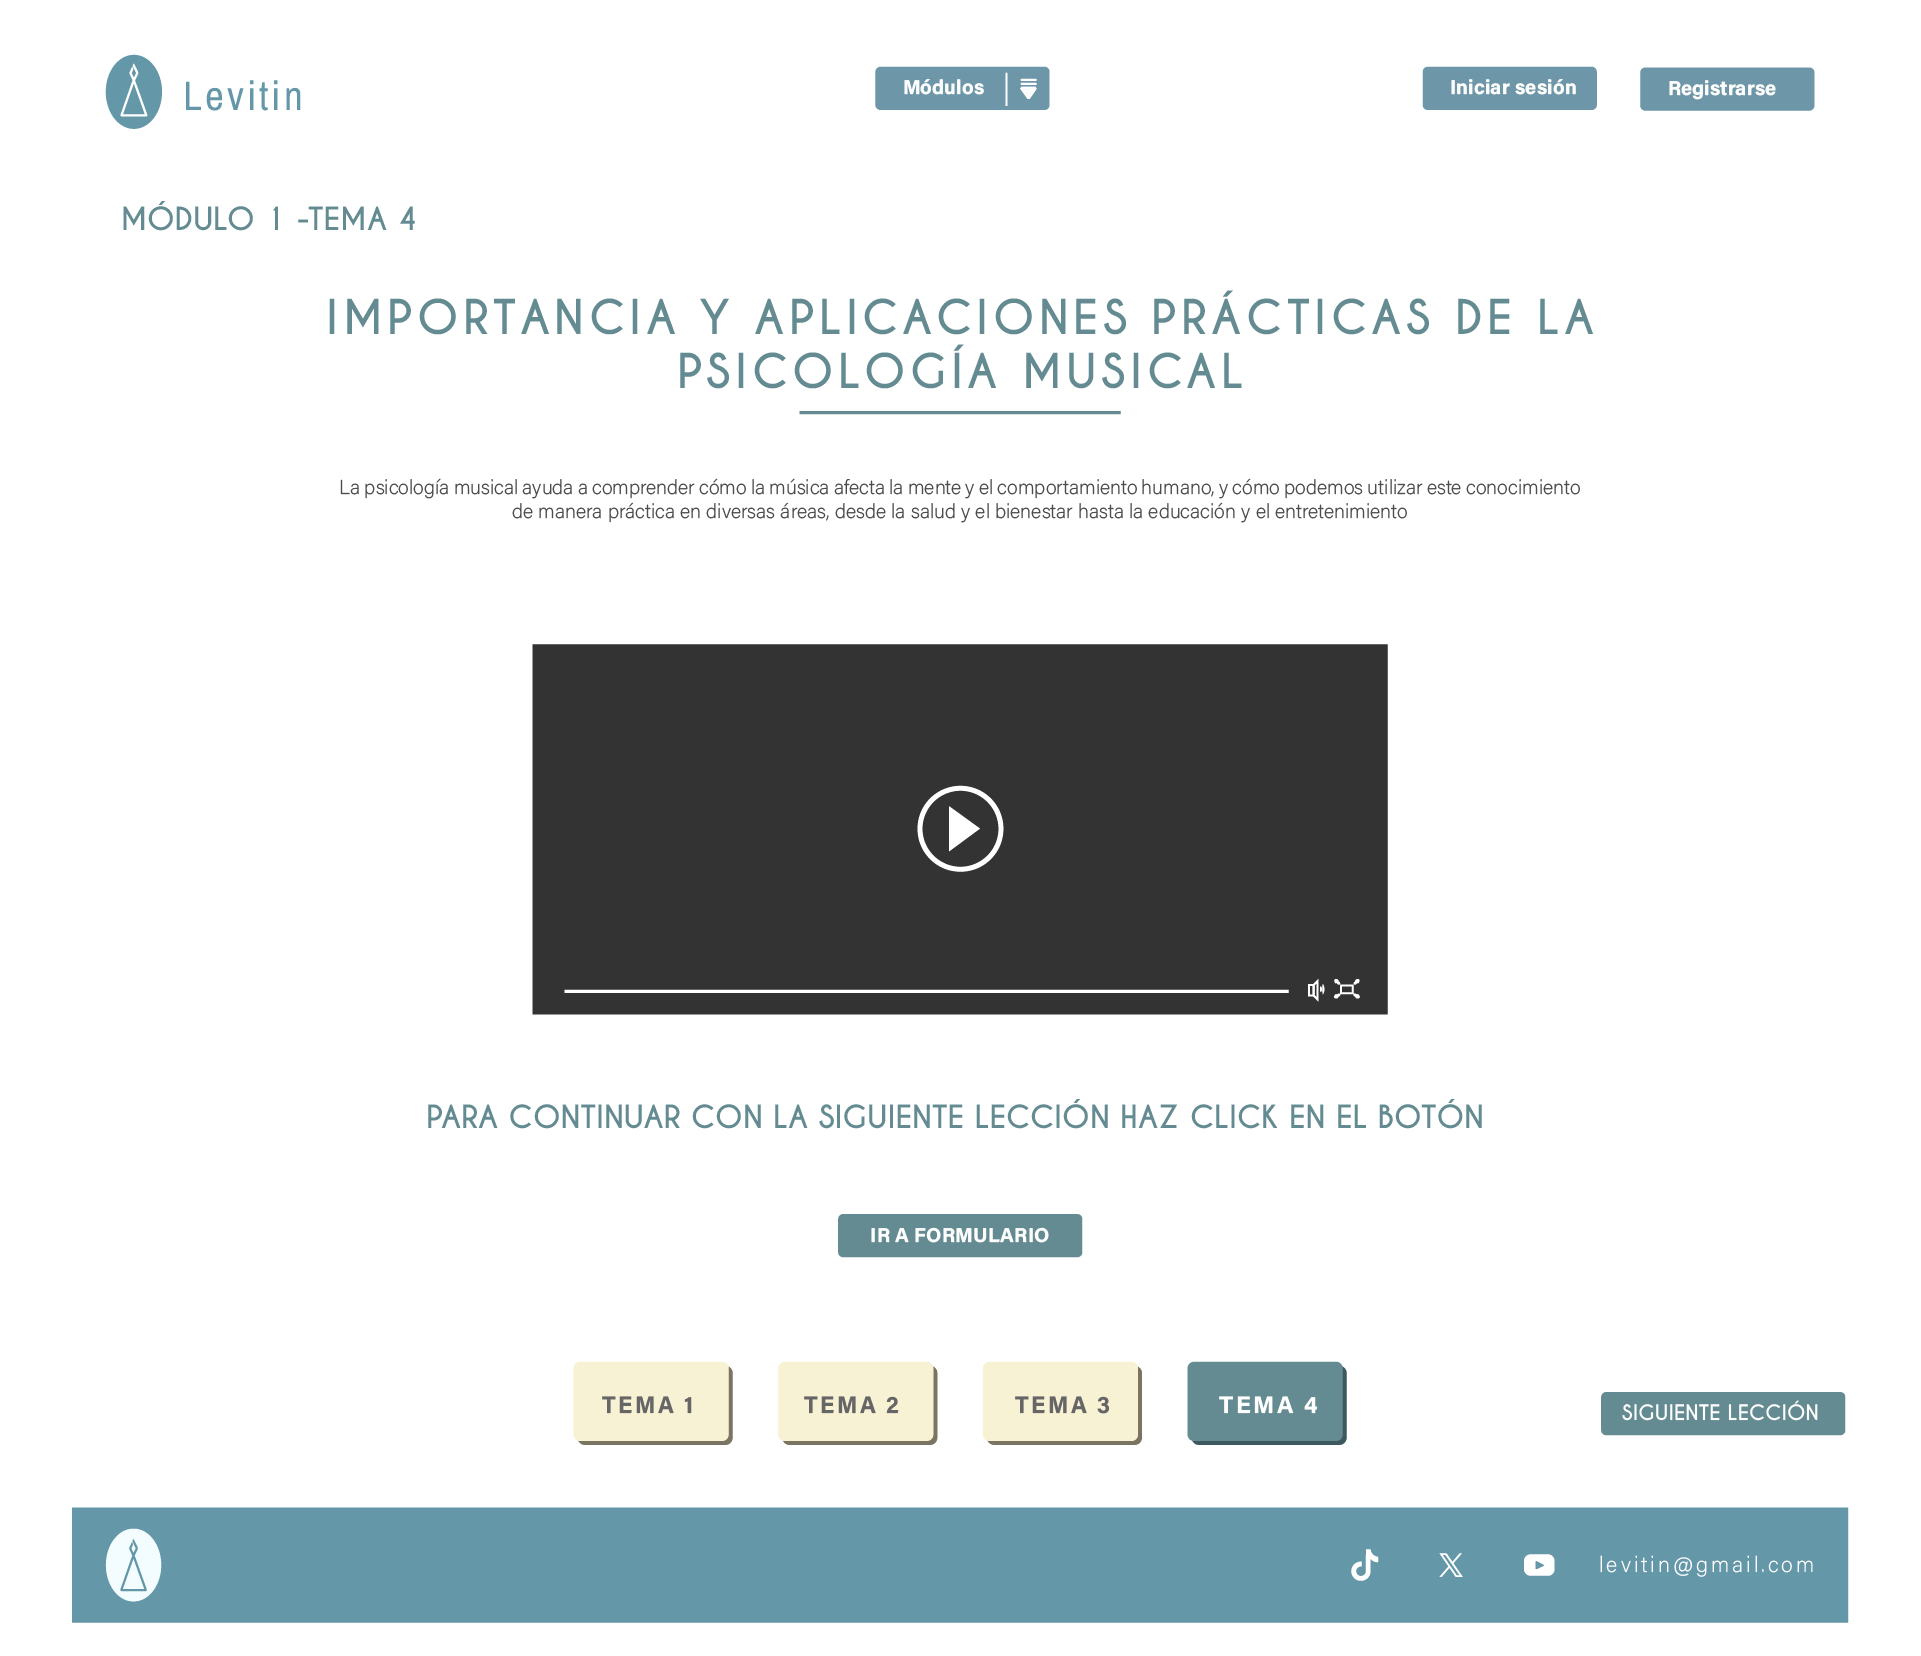 Levitin
Módulos
Iniciar sesión
Registrarse
MÓDULO 1 -TEMA 4
IMPORTANCIA Y APLICACIONES PRÁCTICAS DE LA
PSICOLOGÍA MUSICAL
La psicología musical ayuda a comprender cómo la música afecta la mente y el comportamiento humano, y cómo podemos utilizar este conocimiento
de manera práctica en diversas áreas, desde la salud y el bienestar hasta la educación y el entretenimiento
PARA CONTINUAR CON LA SIGUIENTE LECCIÓN HAZ CLICK EN EL BOTÓN
IR A FORMULARIO
TEMA 1
TEMA 2
TEMA 3
TEMA 4
SIGUIENTE LECCIÓN
levitin@gmail.com